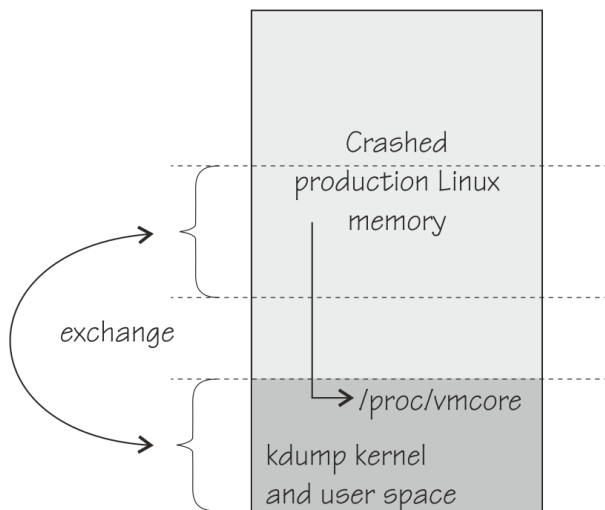 Crashed
production Linux
memory
exchange
/proc/vmcore
kdump kernel
and user space